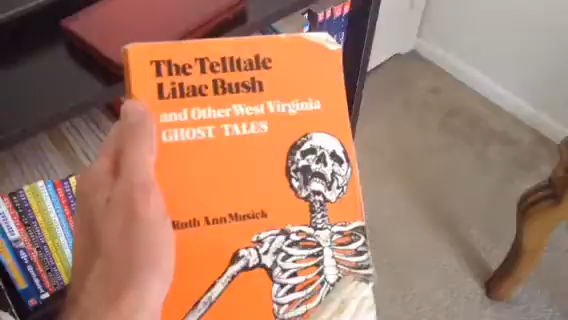 The Telltale
Lilac Bush
and Other West Virginia
GHOST TALES
Ruth Ann Musick